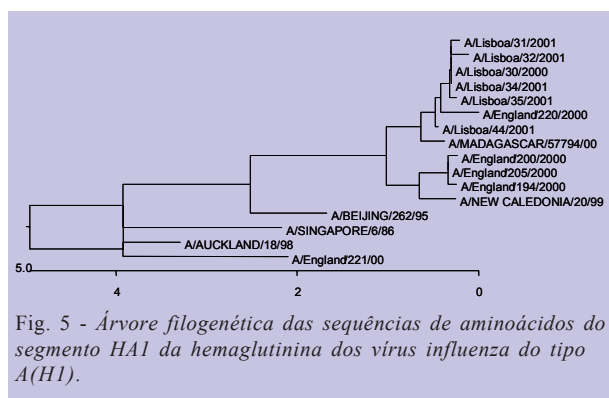 A/Lisboa/31/2001
A/Lisboa/32/2001
A/Lisboa/30/2000
A/Lisboa/34/2001
A/Lisboa/35/2001
A/England'220/2000
A/Lisboa/44/2001
A/MADAGASCAR/57794/00
A/England'200/2000
A/England'205/2000
A/England'194/2000
A/NEW CALEDONIA/20/99
A/BEIJING/262/95
A/SINGAPORE/6/86
A/AUCKLAND/18/98
A/England'221/00
5.0
4 2 0
Fig. 5 - Árvore filogenética das sequências de aminoácidos do
segmento HA1 da hemaglutinina dos vírus influenza do tipo
A(H1).